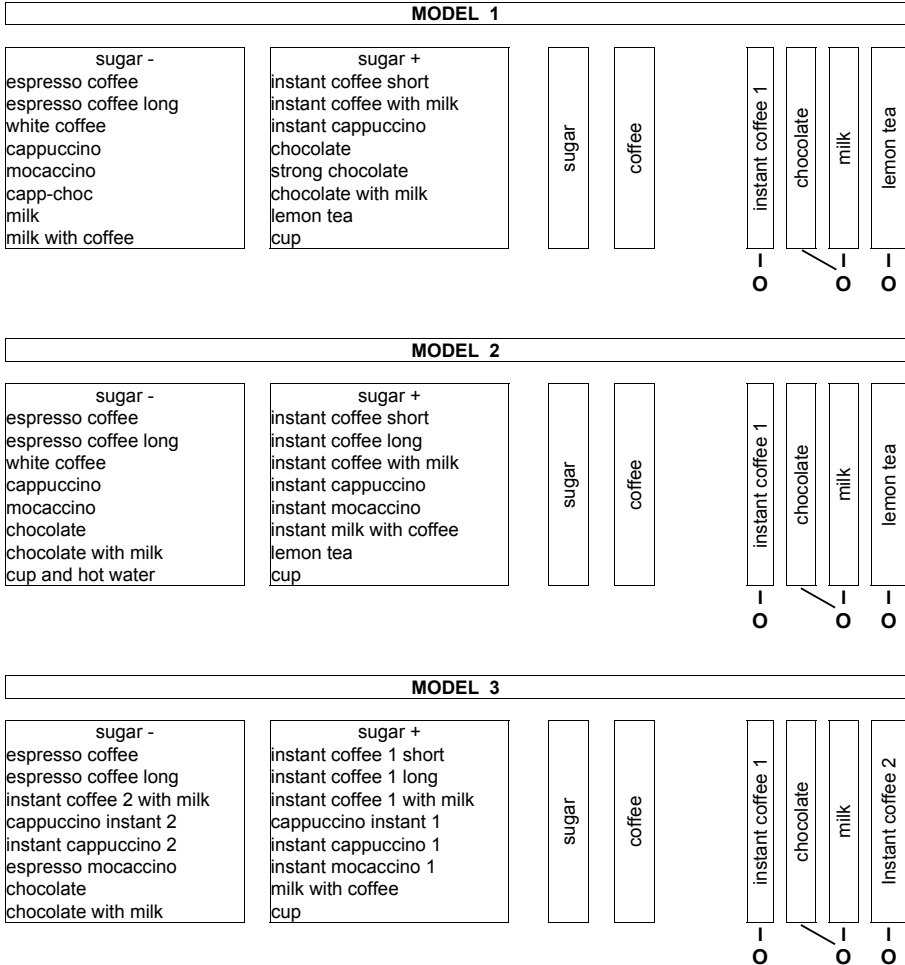 MODEL 1
sugar -
espresso coffee
espresso coffee long
white coffee
cappuccino
mocaccino
capp-choc
milk
milk with coffee
sugar +
instant coffee short
instant coffee with milk
instant cappuccino
chocolate
strong chocolate
chocolate with milk
lemon tea
cup
sugar
coffee
instant coffee 1
chocolate
milk
lemon tea
I I I
O O O
MODEL 2
sugar -
espresso coffee
espresso coffee long
white coffee
cappuccino
mocaccino
chocolate
chocolate with milk
cup and hot water
sugar +
instant coffee short
instant coffee long
instant coffee with milk
instant cappuccino
instant mocaccino
instant milk with coffee
lemon tea
cup
sugar
coffee
instant coffee 1
chocolate
milk
lemon tea
I I I
O O O
MODEL 3
sugar -
espresso coffee
espresso coffee long
instant coffee 2 with milk
cappuccino instant 2
instant cappuccino 2
espresso mocaccino
chocolate
chocolate with milk
sugar +
instant coffee 1 short
instant coffee 1 long
instant coffee 1 with milk
cappuccino instant 1
instant cappuccino 1
instant mocaccino 1
milk with coffee
cup
sugar
coffee
instant coffee 1
chocolate
milk
Instant coffee 2
I I I
O O O